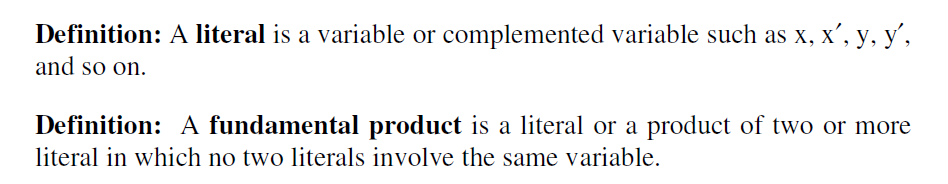 Definition: A literal is a variable or complemented variable such as x, x′, y, y′,
and so on.
Definition: A fundamental product is a literal or a product of two or more
literal in which no two literals involve the same variable.